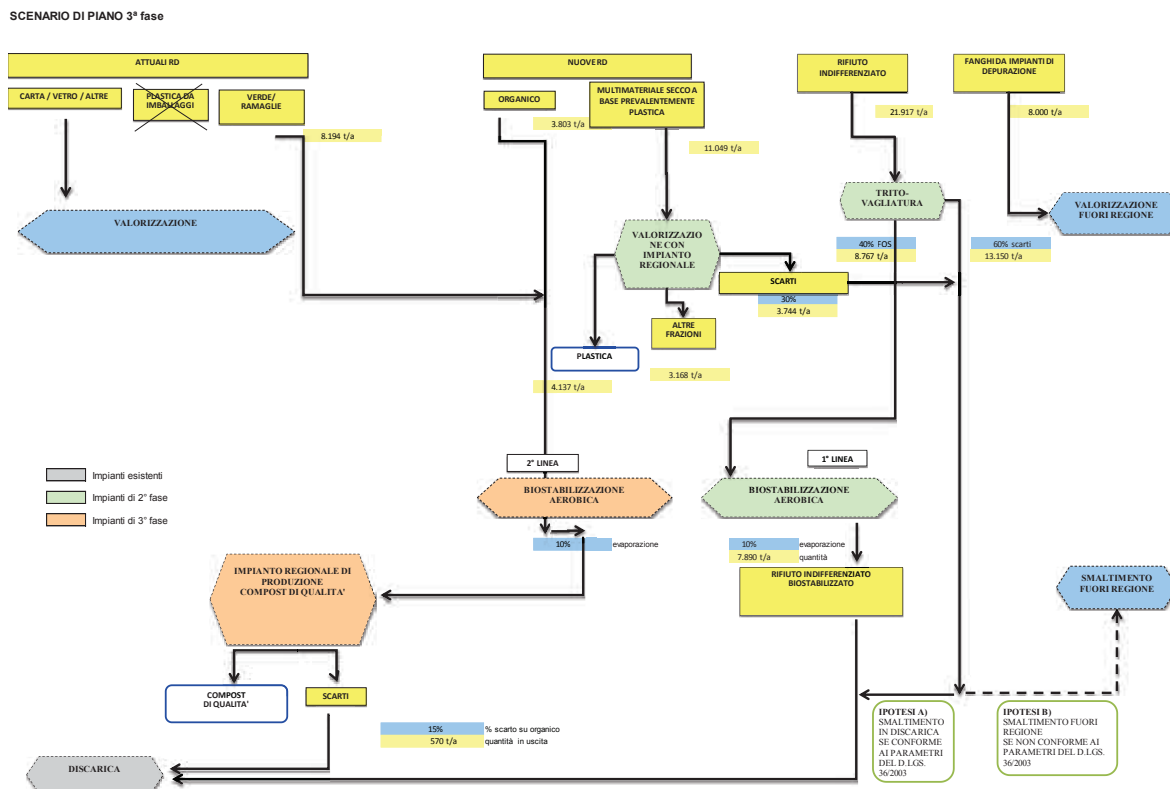 SCENARIO DI PIANO 3ª fase
ATTUALI RD
NUOVE RD
RIFIUTO
INDIFFERENZIATO
FANGHI DA IMPIANTI DI
DEPURAZIONE
CARTA / VETRO / ALTRE
PLASTICA DA
IMBALLAGGI
VERDE/
RAMAGLIE
ORGANICO
MULTIMATERIALE SECCO A
BASE PREVALENTEMENTE
PLASTICA
8.194 t/a
3.803 t/a
11.049 t/a
21.917 t/a
8.000 t/a
VALORIZZAZIONE
VALORIZZAZIO
NE CON
IMPIANTO
REGIONALE
TRITO-
VAGLIATURA
VALORIZZAZIONE
FUORI REGIONE
40% FOS
8.767 t/a
60% scarti
13.150 t/a
SCARTI
30%
3.744 t/a
ALTRE
FRAZIONI
PLASTICA
3.168 t/a
4.137 t/a
2° LINEA
1° LINEA
Impianti esistenti
Impianti di 2° fase
Impianti di 3° fase
BIOSTABILIZZAZIONE
AEROBICA
BIOSTABILIZZAZIONE
AEROBICA
10% evaporazione
10% evaporazione
7.890 t/a quantità
RIFIUTO INDIFFERENZIATO
BIOSTABILIZZATO
IMPIANTO REGIONALE DI
PRODUZIONE
COMPOST DI QUALITA'
SMALTIMENTO
FUORI REGIONE
COMPOST
DI QUALITA'
SCARTI
15% % scarto su organico
570 t/a quantità in uscita
IPOTESI A)
SMALTIMENTO
IN DISCARICA
SE CONFORME
AI PARAMETRI
DEL D.LGS.
36/2003
IPOTESI B)
SMALTIMENTO FUORI
REGIONE
SE NON CONFORME AI
PARAMETRI DEL D.LGS.
36/2003
DISCARICA